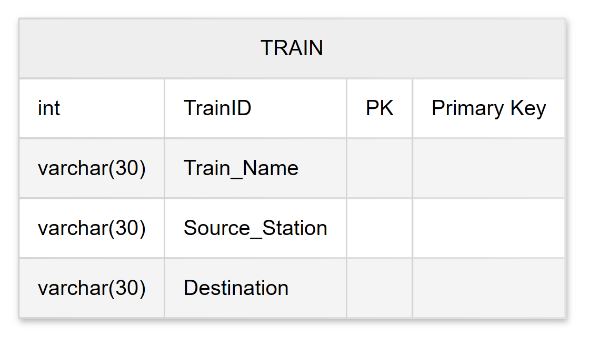 TRAIN
int TrainID PK Primary Key
varchar(30) Train_Name
varchar(30) Source_Station
varchar(30) Destination